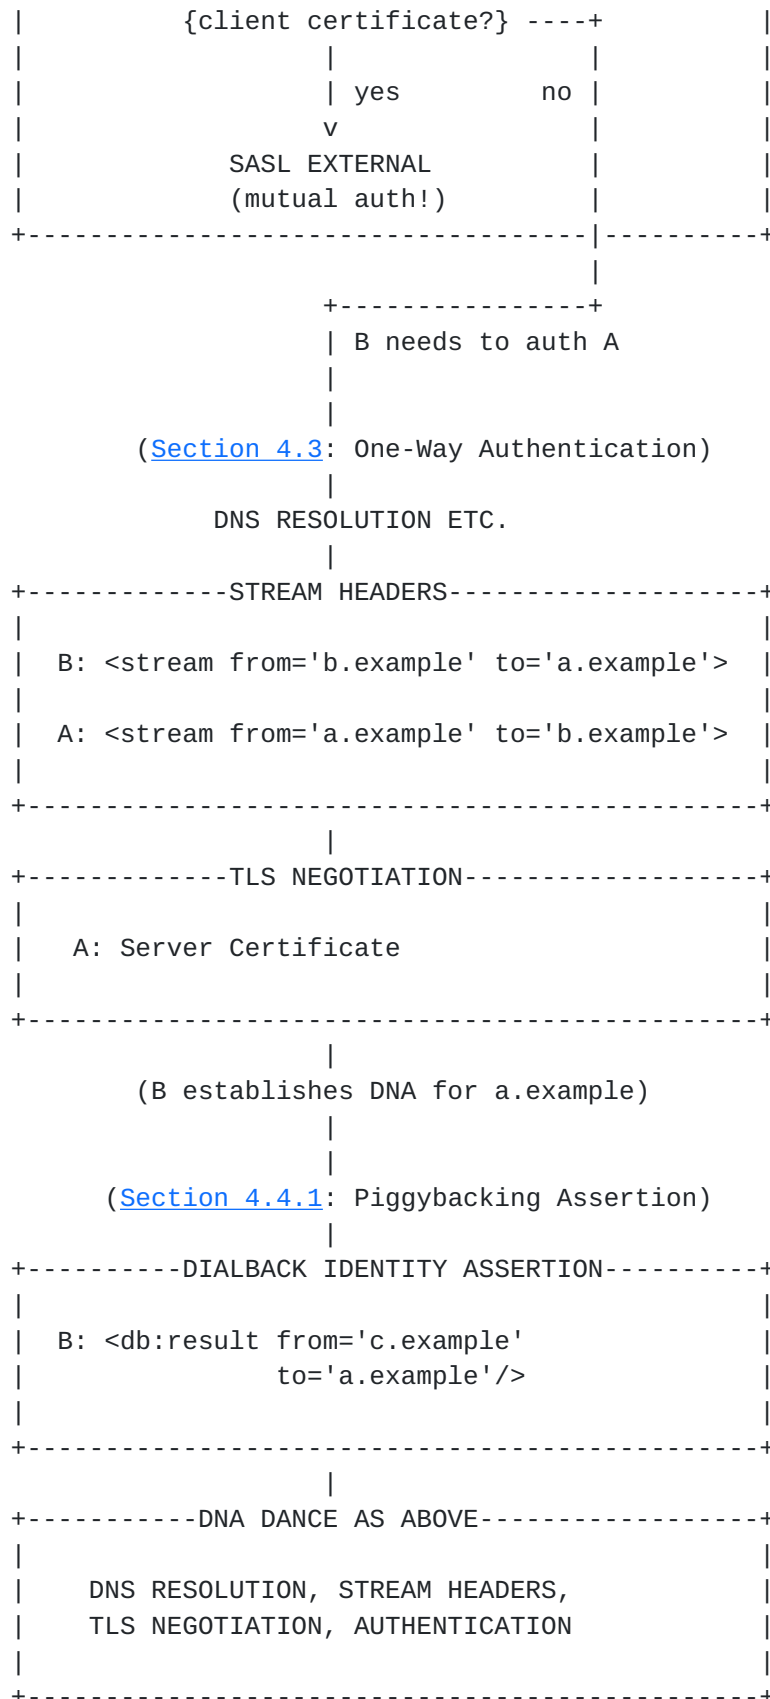 |          {client certificate?} ----+          |
|                   |                |          |
|                   | yes         no |          |
|                   v                |          |
|             SASL EXTERNAL          |          |
|             (mutual auth!)         |          |
+------------------------------------|----------+
                                     |
                    +----------------+
                    | B needs to auth A
                    |
                    |
        (Section 4.3: One-Way Authentication)
                    |
             DNS RESOLUTION ETC.
                    |
+-------------STREAM HEADERS--------------------+
|                                               |
|  B: <stream from='b.example' to='a.example'>  |
|                                               |
|  A: <stream from='a.example' to='b.example'>  |
|                                               |
+-----------------------------------------------+
                    |
+-------------TLS NEGOTIATION-------------------+
|                                               |
|   A: Server Certificate                       |
|                                               |
+-----------------------------------------------+
                    |
        (B establishes DNA for a.example)
                    |
                    |
      (Section 4.4.1: Piggybacking Assertion)
                    |
+----------DIALBACK IDENTITY ASSERTION----------+
|                                               |
|  B: <db:result from='c.example'               |
|                to='a.example'/>               |
|                                               |
+-----------------------------------------------+
                    |
+-----------DNA DANCE AS ABOVE------------------+
|                                               |
|    DNS RESOLUTION, STREAM HEADERS,            |
|    TLS NEGOTIATION, AUTHENTICATION            |
|                                               |
+-----------------------------------------------+